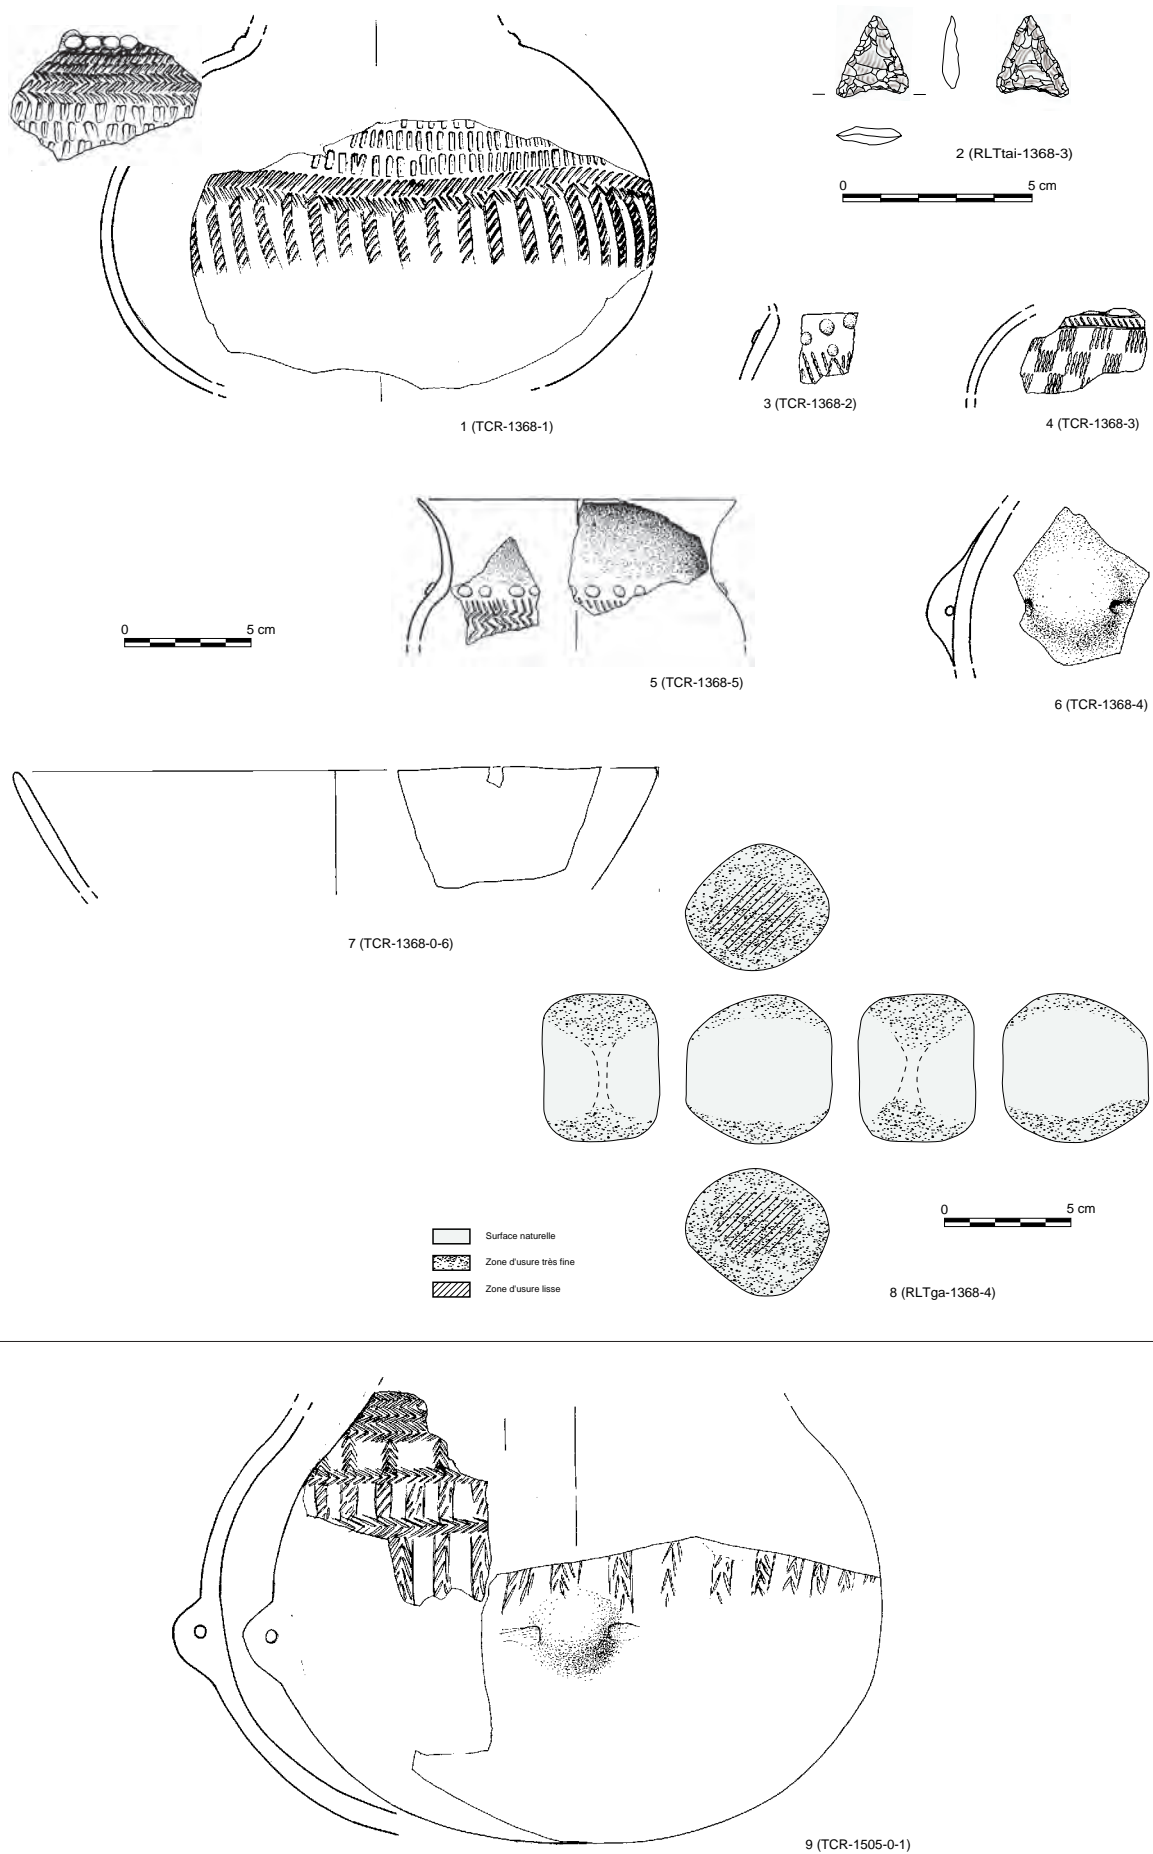 2 (RLTtai-1368-3)
0 5 cm
1 (TCR-1368-1)
3 (TCR-1368-2)
4 (TCR-1368-3)
0 5 cm
5 (TCR-1368-5)
6 (TCR-1368-4)
7 (TCR-1368-0-6)
0 5 cm
Surface naturelle
Zone d'usure très fine
Zone d'usure lisse
8 (RLTga-1368-4)
9 (TCR-1505-0-1)